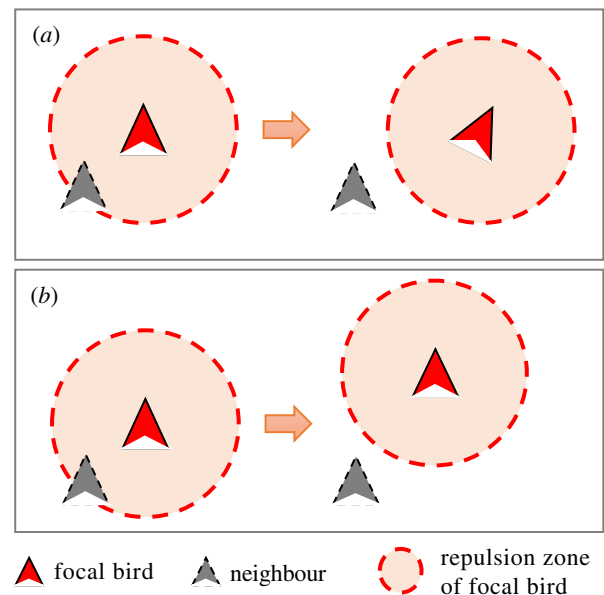 (a)
(b)
focal bird
neighbour
repulsion zone
of focal bird